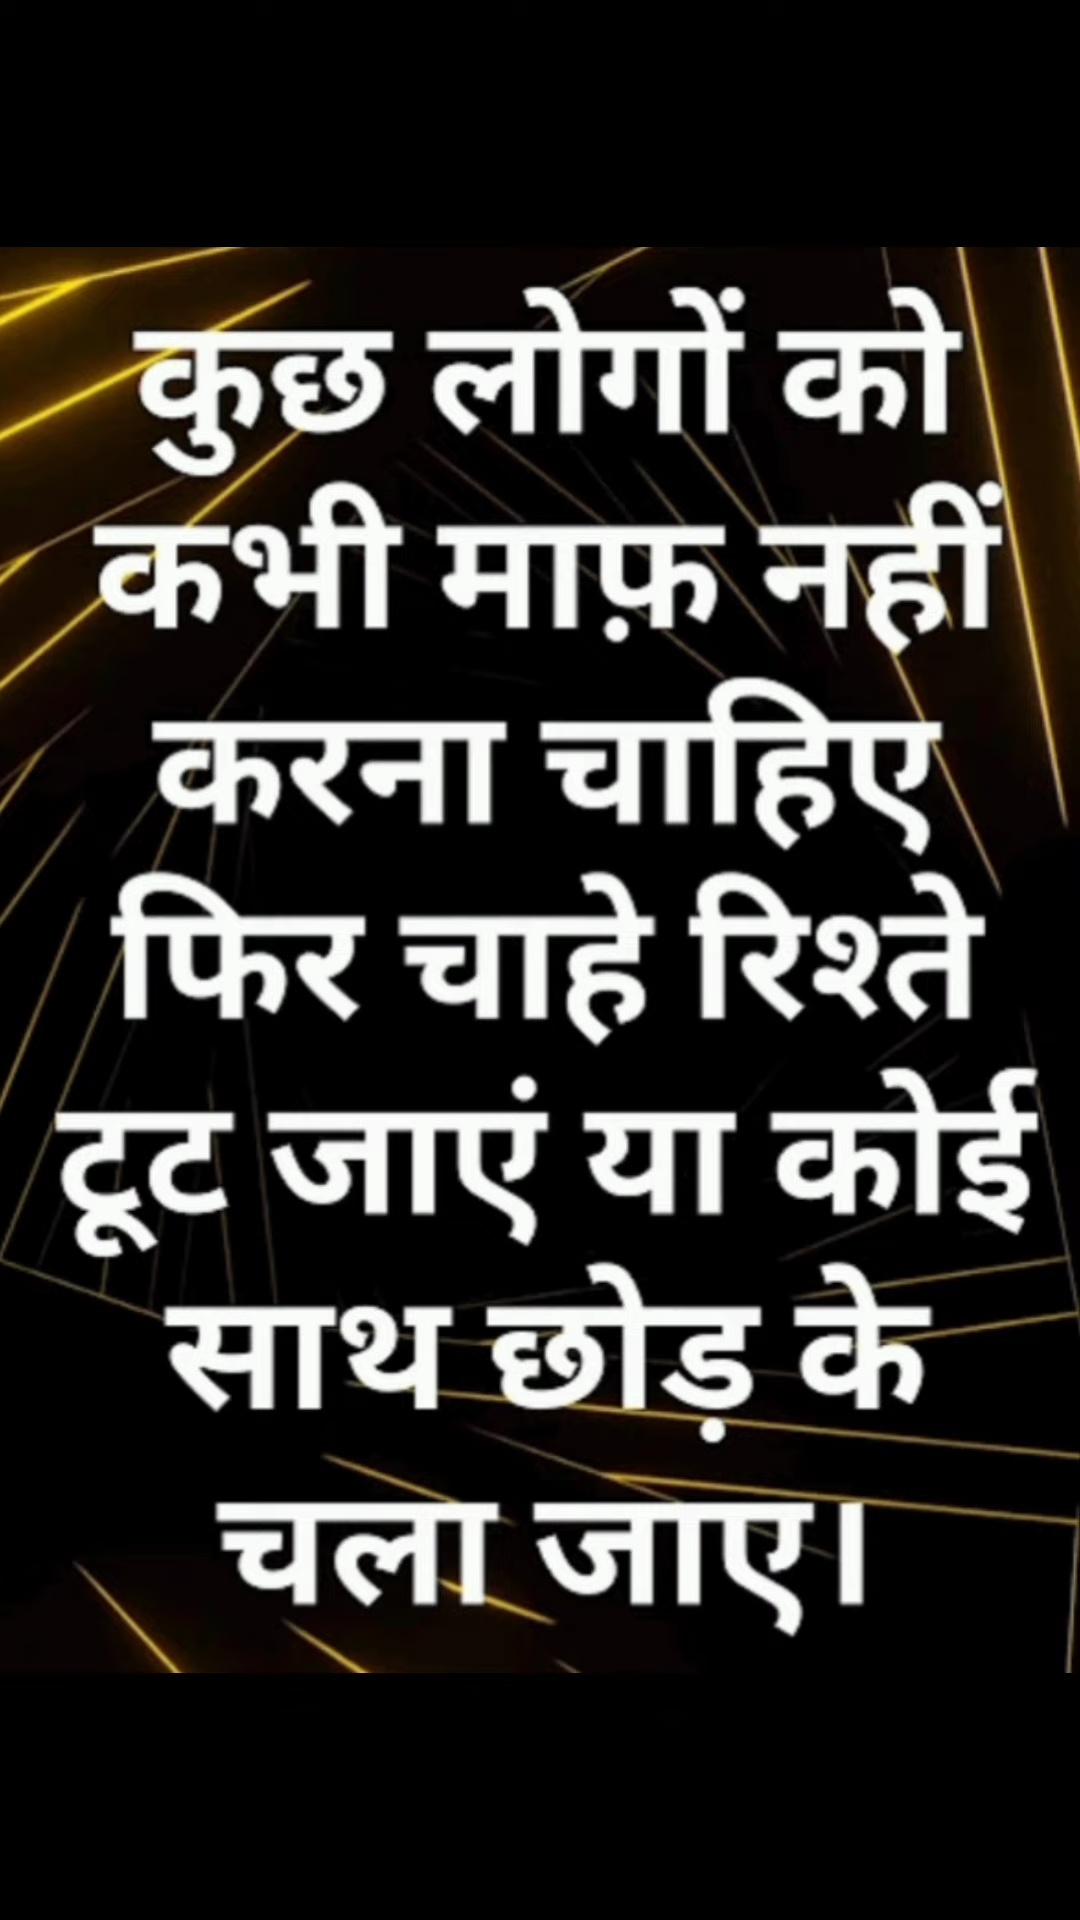 कुछ लोगों को
कभी माफ़ नहीं
करना चाहिए
फिर चाहे रिश्ते
टूट जाएं या कोई
साथ छोड़ के
चला जाए।